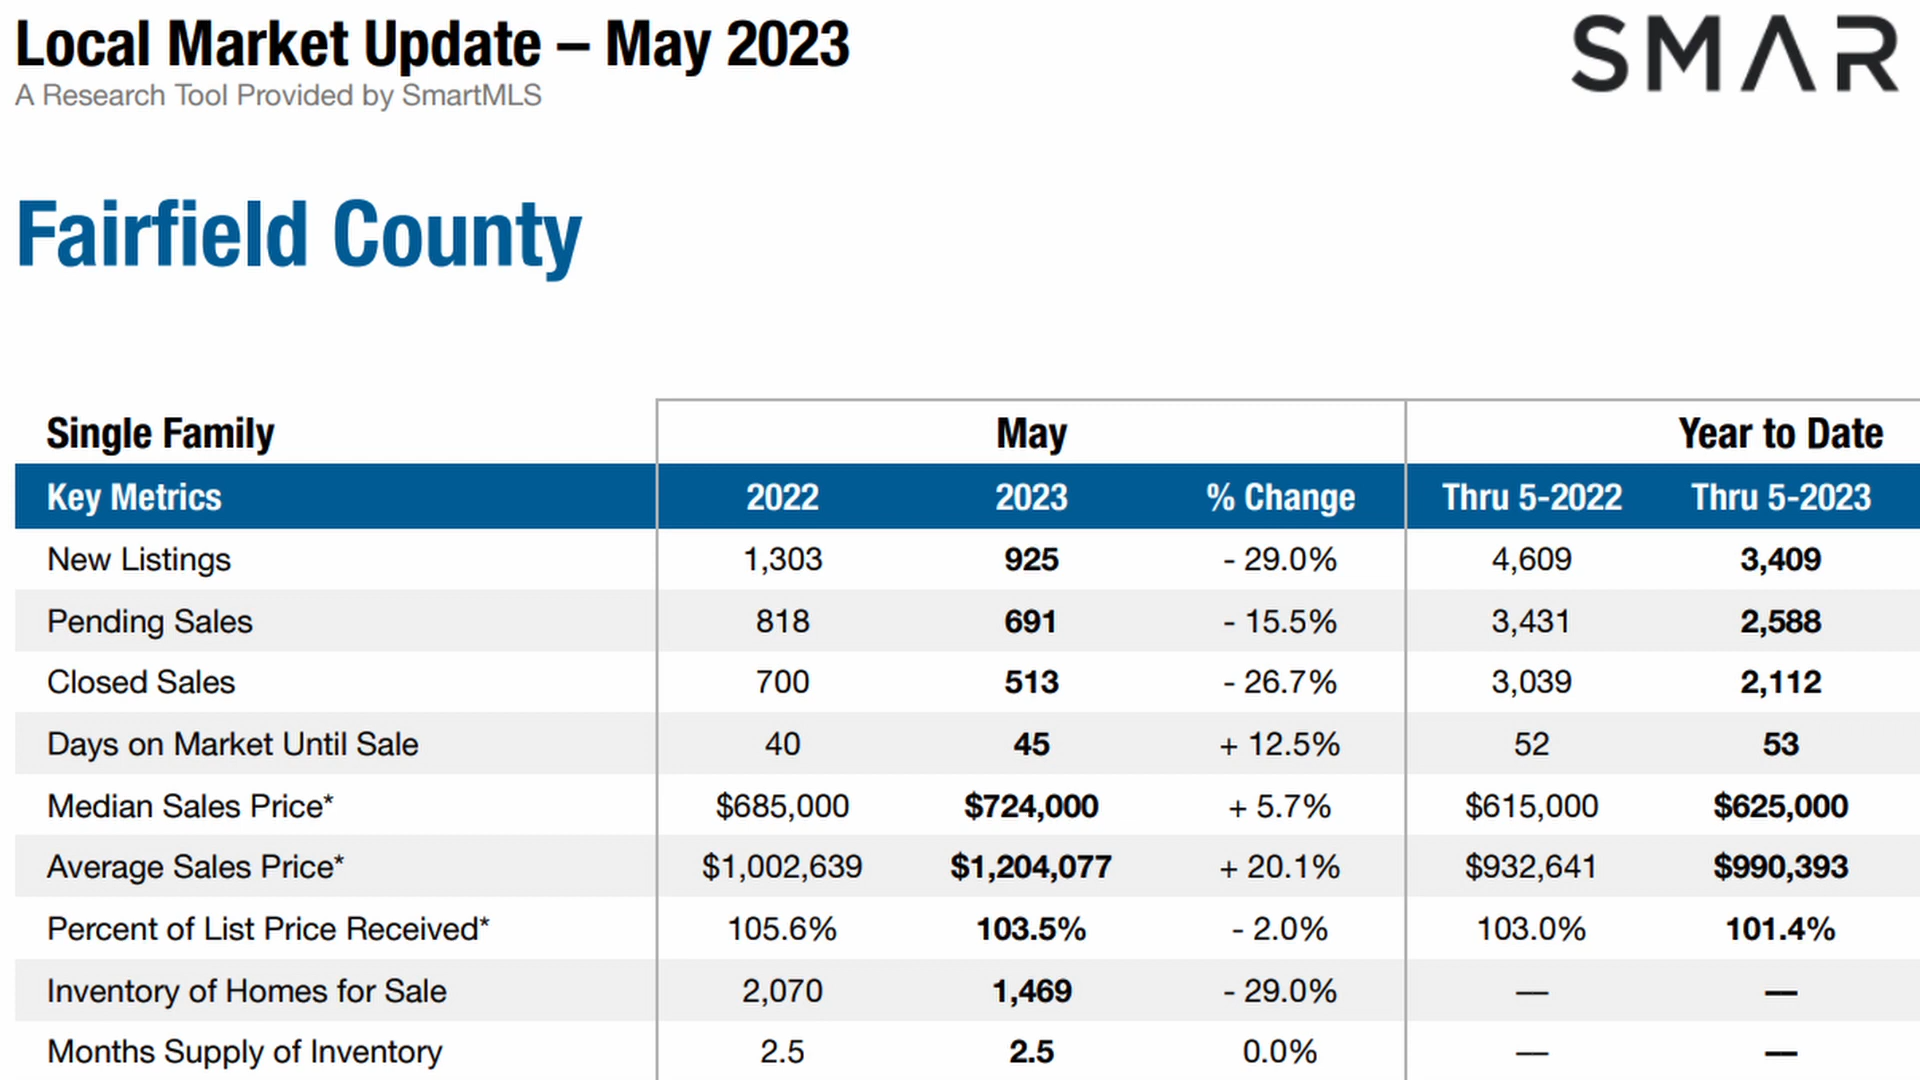 Local Market Update – May 2023
A Research Tool Provided by SmartMLS
SMAR
Fairfield County
Single Family May Year to Date
Key Metrics 2022 2023 % Change Thru 5-2022 Thru 5-2023
New Listings 1,303 925 - 29.0% 4,609 3,409
Pending Sales 818 691 - 15.5% 3,431 2,588
Closed Sales 700 513 - 26.7% 3,039 2,112
Days on Market Until Sale 40 45 + 12.5% 52 53
Median Sales Price* $685,000 $724,000 + 5.7% $615,000 $625,000
Average Sales Price* $1,002,639 $1,204,077 + 20.1% $932,641 $990,393
Percent of List Price Received* 105.6% 103.5% - 2.0% 103.0% 101.4%
Inventory of Homes for Sale 2,070 1,469 - 29.0% — —
Months Supply of Inventory 2.5 2.5 0.0% — —